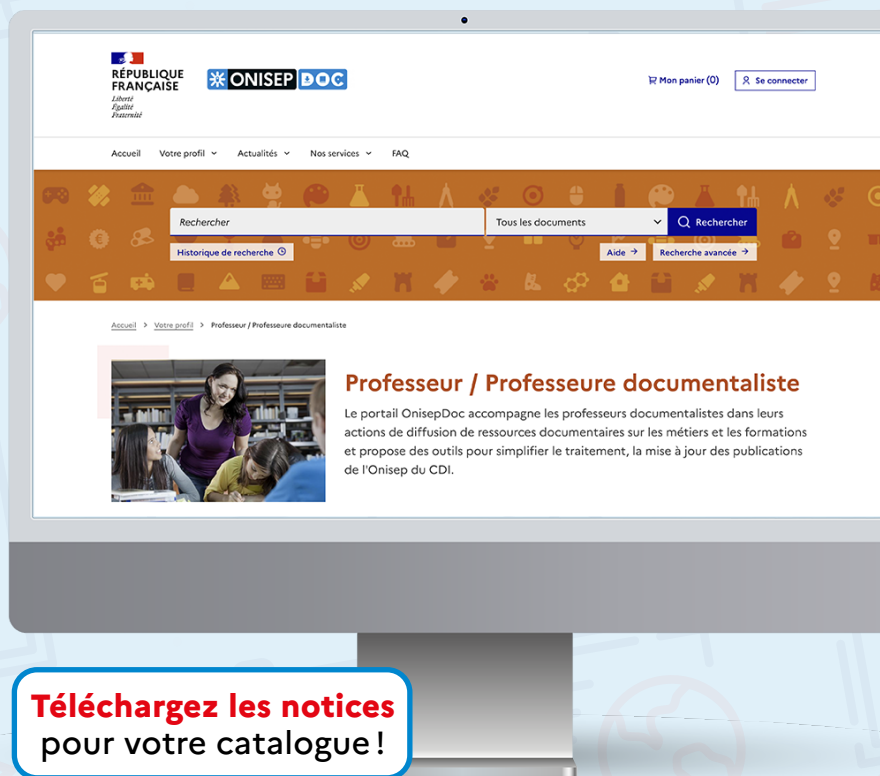 RÉPUBLIQUE
FRANÇAISE
Liberté
Égalité
Fraternité
ONISEP DOC
Mon panier (0)
Se connecter
Accueil Votre profil Actualités Nos services FAQ
Rechercher
Tous les documents
Rechercher
Historique de recherche
Aide →
Recherche avancée →
Accueil > Votre profil > Professeur / Professeure documentaliste
Professeur / Professeure documentaliste
Le portail OnisepDoc accompagne les professeurs documentalistes dans leurs
actions de diffusion de ressources documentaires sur les métiers et les formations
et propose des outils pour simplifier le traitement, la mise à jour des publications
de l'Onisep du CDI.
Téléchargez les notices
pour votre catalogue !